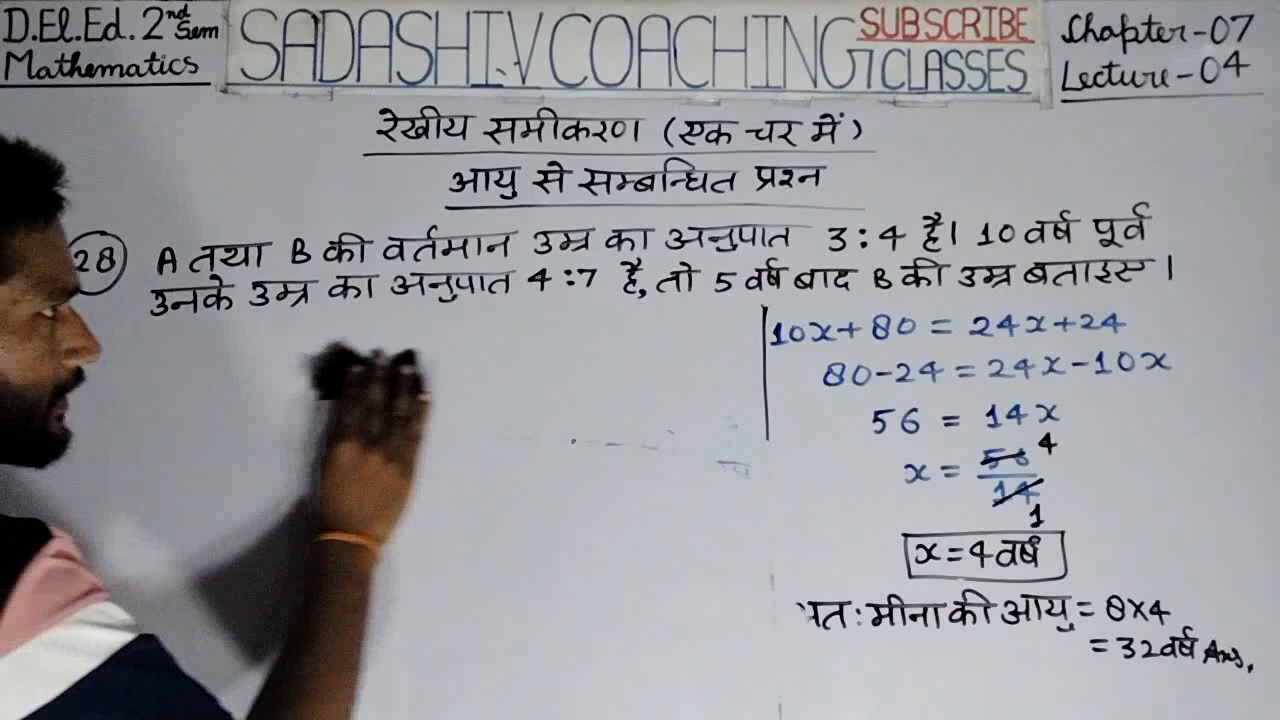 D.El.Ed. 2nd Sem
Mathematics
SADASHIV COACHING CLASSES
SUBSCRIBE
Chapter-07
Lecture-04
रेखीय समीकरण (एक चर में)
आयु से सम्बन्धित प्रश्न
28 A तथा B की वर्तमान उम्र का अनुपात 3:4 है। 10 वर्ष पूर्व
उनके उम्र का अनुपात 4:7 है, तो 5 वर्ष बाद B की उम्र बताइए।
10x+80 = 24x+24
80-24 = 24x-10x
56 = 14x
x = 56/14 4 1
x = 4 वर्ष
अतः मीना की आयु = 8×4
= 32 वर्ष Ans.